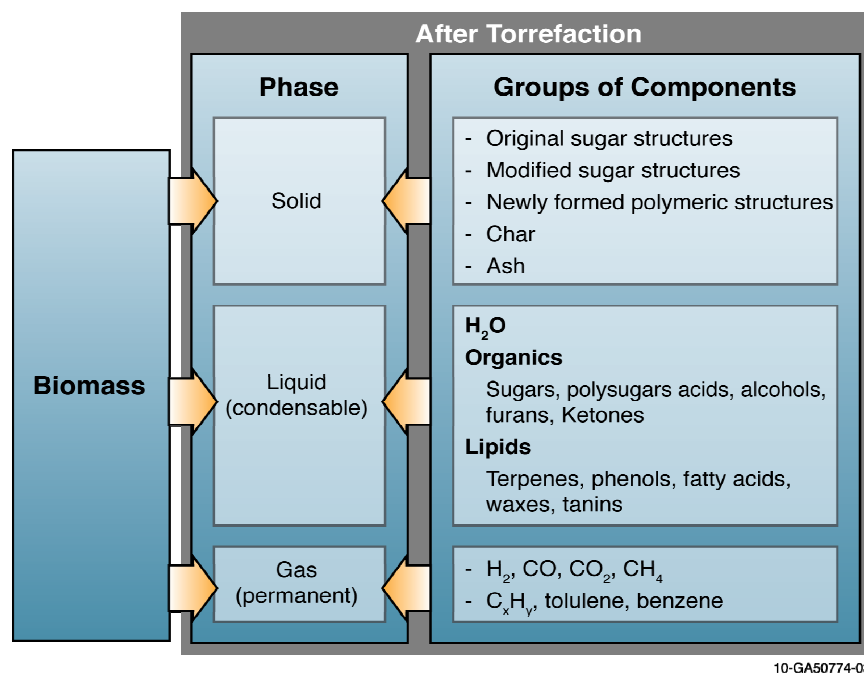 After Torrefaction
Phase
Groups of Components
Biomass
Solid
- Original sugar structures
- Modified sugar structures
- Newly formed polymeric structures
- Char
- Ash
Liquid
(condensable)
H₂O
Organics
Sugars, polysugars acids, alcohols,
furans, Ketones
Lipids
Terpenes, phenols, fatty acids,
waxes, tanins
Gas
(permanent)
- H₂, CO, CO₂, CH₄
- CₓHᵧ, tolulene, benzene